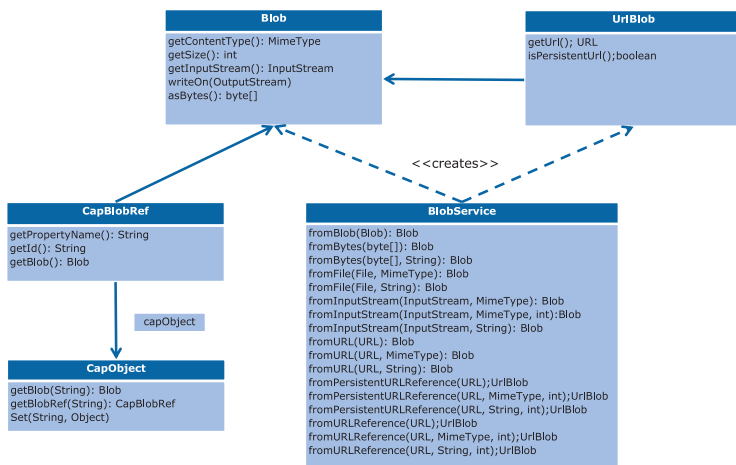 Blob
getContentType(): MimeType
getSize(): int
getInputStream(): InputStream
writeOn(OutputStream)
asBytes(): byte[]
UrlBlob
getUrl(); URL
isPersistentUrl();boolean
<<creates>>
CapBlobRef
getPropertyName(): String
getId(): String
getBlob(): Blob
capObject
CapObject
getBlob(String): Blob
getBlobRef(String): CapBlobRef
Set(String, Object)
BlobService
fromBlob(Blob): Blob
fromBytes(byte[]): Blob
fromBytes(byte[], String): Blob
fromFile(File, MimeType): Blob
fromFile(File, String): Blob
fromInputStream(InputStream, MimeType): Blob
fromInputStream(InputStream, MimeType, int):Blob
fromInputStream(InputStream, String): Blob
fromURL(URL): Blob
fromURL(URL, MimeType): Blob
fromURL(URL, String): Blob
fromPersistentURLReference(URL);UrlBlob
fromPersistentURLReference(URL, MimeType, int);UrlBlob
fromPersistentURLReference(URL, String, int);UrlBlob
fromURLReference(URL);UrlBlob
fromURLReference(URL, MimeType, int);UrlBlob
fromURLReference(URL, String, int);UrlBlob